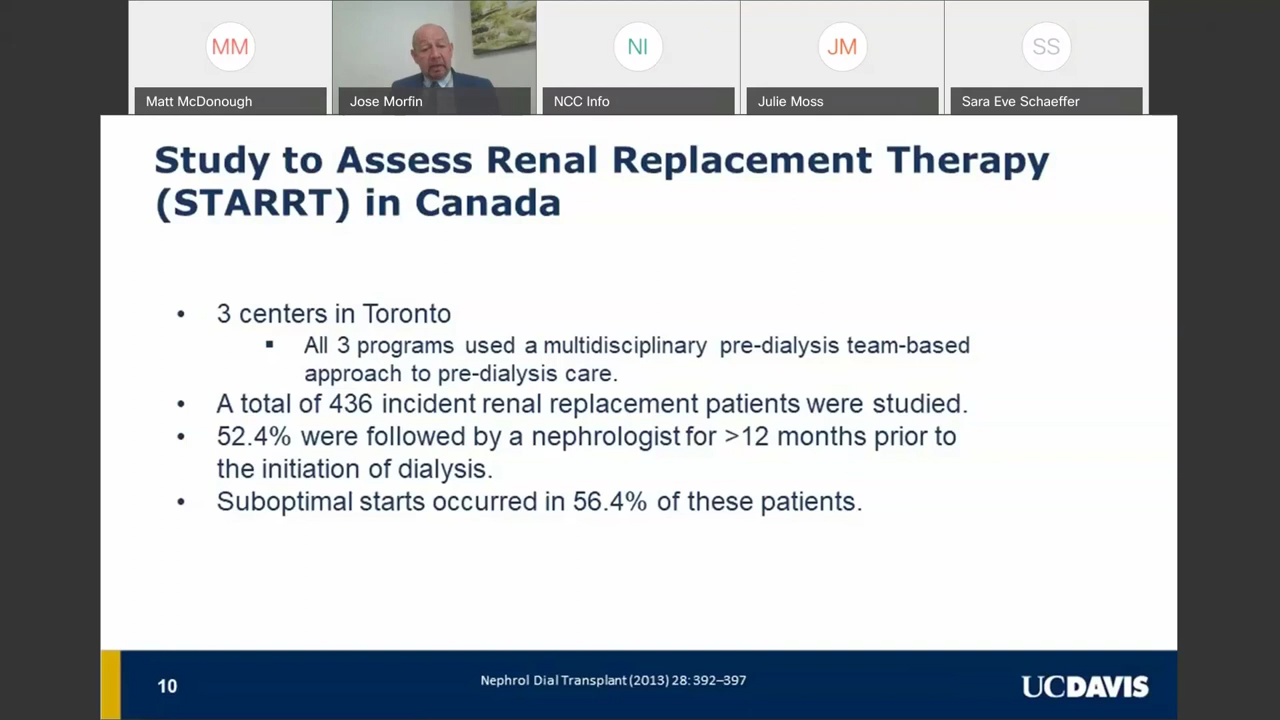 MM
NI
JM
SS
Matt McDonough
Jose Morfin
NCC Info
Julie Moss
Sara Eve Schaeffer
Study to Assess Renal Replacement Therapy
(STARRT) in Canada
• 3 centers in Toronto
▪ All 3 programs used a multidisciplinary pre-dialysis team-based
approach to pre-dialysis care.
• A total of 436 incident renal replacement patients were studied.
• 52.4% were followed by a nephrologist for >12 months prior to
the initiation of dialysis.
• Suboptimal starts occurred in 56.4% of these patients.
10
Nephrol Dial Transplant (2013) 28: 392–397
UCDAVIS